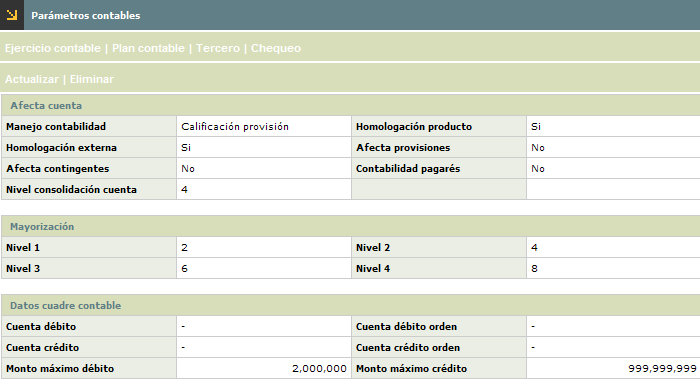 Parámetros contables
Ejercicio contable | Plan contable | Tercero | Chequeo
Actualizar | Eliminar
Afecta cuenta
Manejo contabilidad Calificación provisión Homologación producto Si
Homologación externa Si Afecta provisiones No
Afecta contingentes No Contabilidad pagarés No
Nivel consolidación cuenta 4
Mayorización
Nivel 1 2 Nivel 2 4
Nivel 3 6 Nivel 4 8
Datos cuadre contable
Cuenta débito - Cuenta débito orden -
Cuenta crédito - Cuenta crédito orden -
Monto máximo débito 2,000,000 Monto máximo crédito 999,999,999